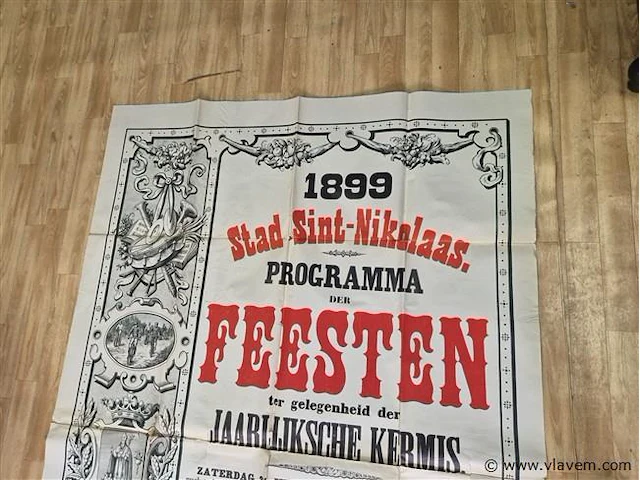 1899
Stad Sint-Nikolaas.
PROGRAMMA
DER
FEESTEN
ter gelegenheid der
JAARLIJKSCHE KERMIS.
ZATERDAG
© www.vlavem.com